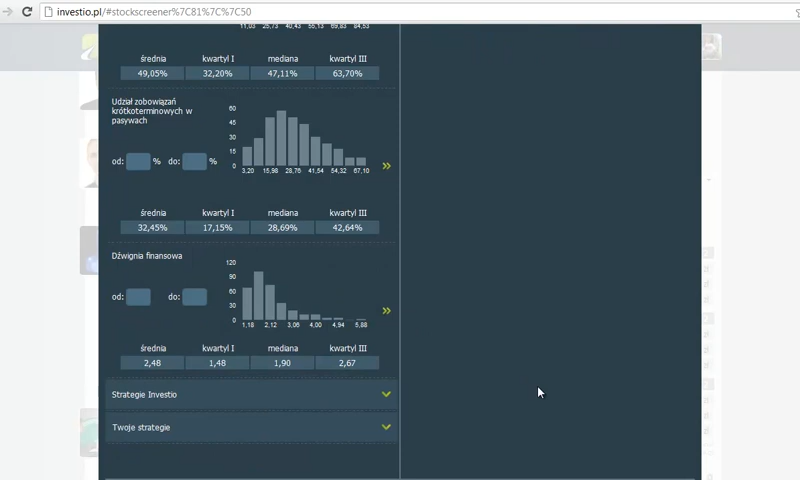 investio.pl/#stockscreener%7C81%7C%7C50
11,03 25,73 40,43 55,13 69,83 84,53
średnia kwartyl I mediana kwartyl III
49,05% 32,20% 47,11% 63,70%
Udział zobowiązań
krótkoterminowych w
pasywach
60
45
30
15
0
od: % do: %
3,20 15,98 28,76 41,54 54,32 67,10
średnia kwartyl I mediana kwartyl III
32,45% 17,15% 28,69% 42,64%
Dźwignia finansowa
120
90
60
30
0
od: do:
1,18 2,12 3,06 4,00 4,94 5,88
średnia kwartyl I mediana kwartyl III
2,48 1,48 1,90 2,67
Strategie Investio
Twoje strategie